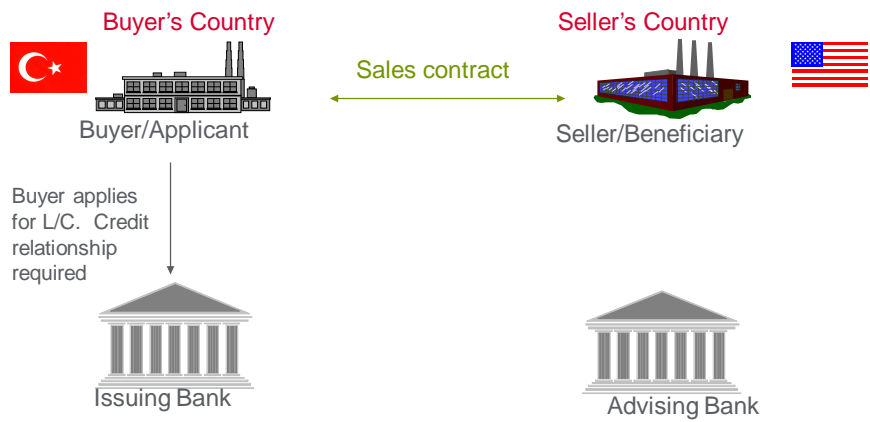 Buyer's Country
Seller's Country
Sales contract
Buyer/Applicant
Seller/Beneficiary
Buyer applies
for L/C. Credit
relationship
required
Issuing Bank
Advising Bank